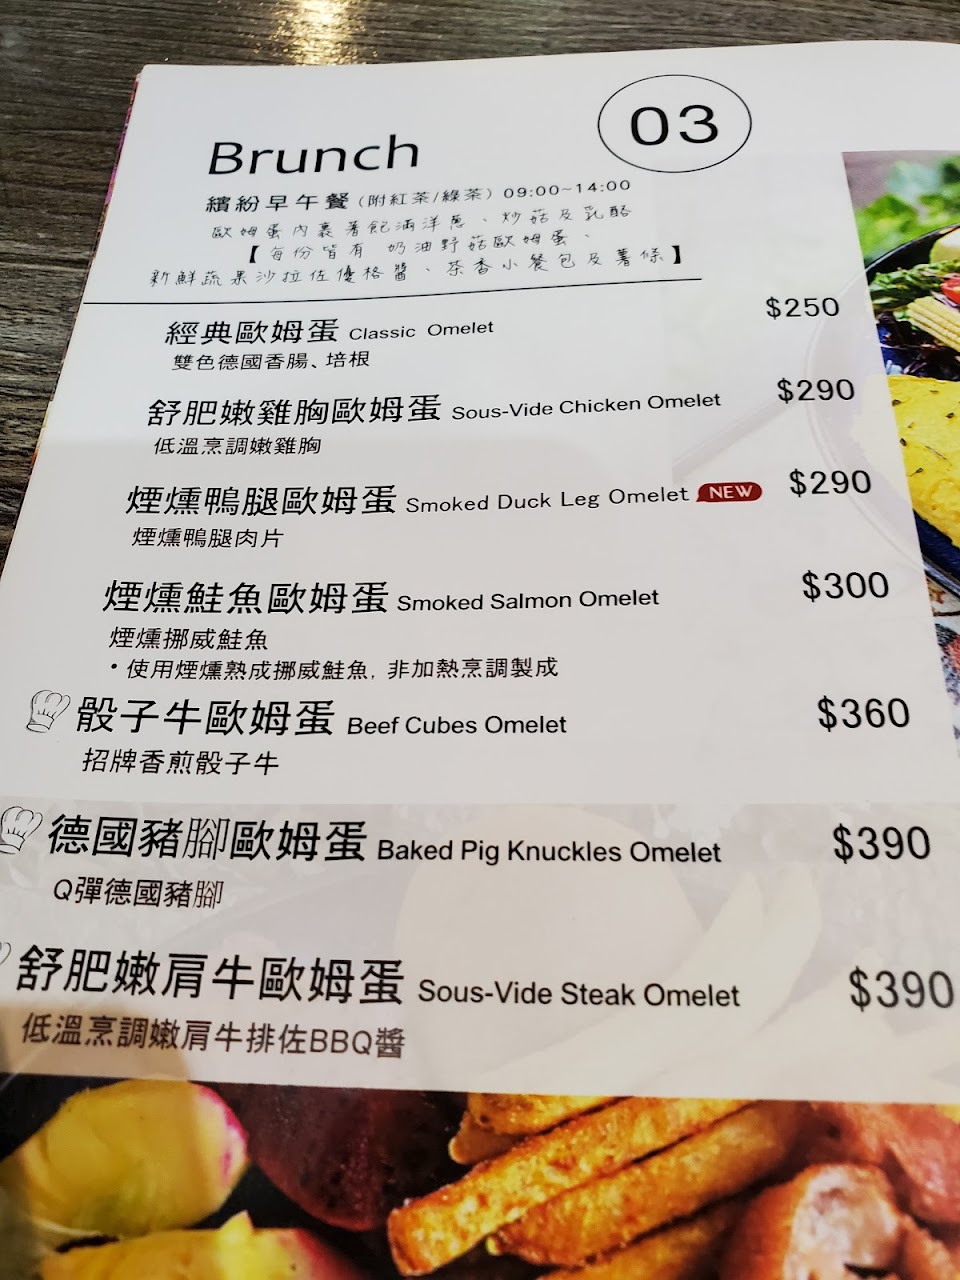 03
Brunch
繽紛早午餐(附紅茶/綠茶) 09:00~14:00
歐姆蛋內裹著飽滿洋蔥、炒菇及乳酪
【每份皆有 奶油野菇歐姆蛋、
新鮮蔬果沙拉佐優格醬、茶香小餐包及薯條】
經典歐姆蛋 Classic Omelet $250
雙色德國香腸、培根
舒肥嫩雞胸歐姆蛋 Sous-Vide Chicken Omelet $290
低溫烹調嫩雞胸
煙燻鴨腿歐姆蛋 Smoked Duck Leg Omelet NEW $290
煙燻鴨腿肉片
煙燻鮭魚歐姆蛋 Smoked Salmon Omelet $300
煙燻挪威鮭魚
•使用煙燻熟成挪威鮭魚, 非加熱烹調製成
骰子牛歐姆蛋 Beef Cubes Omelet $360
招牌香煎骰子牛
德國豬腳歐姆蛋 Baked Pig Knuckles Omelet $390
Q彈德國豬腳
舒肥嫩肩牛歐姆蛋 Sous-Vide Steak Omelet $390
低溫烹調嫩肩牛排佐BBQ醬